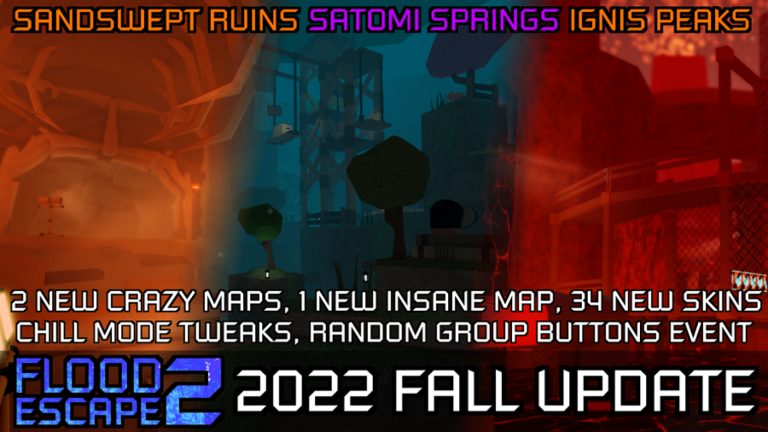 SANDSWEPT RUINS SATOMI SPRINGS IGNIS PEAKS
2 NEW CRAZY MAPS, 1 NEW INSANE MAP, 34 NEW SKINS
CHILL MODE TWEAKS, RANDOM GROUP BUTTONS EVENT
FLOOD ESCAPE 2 2022 FALL UPDATE